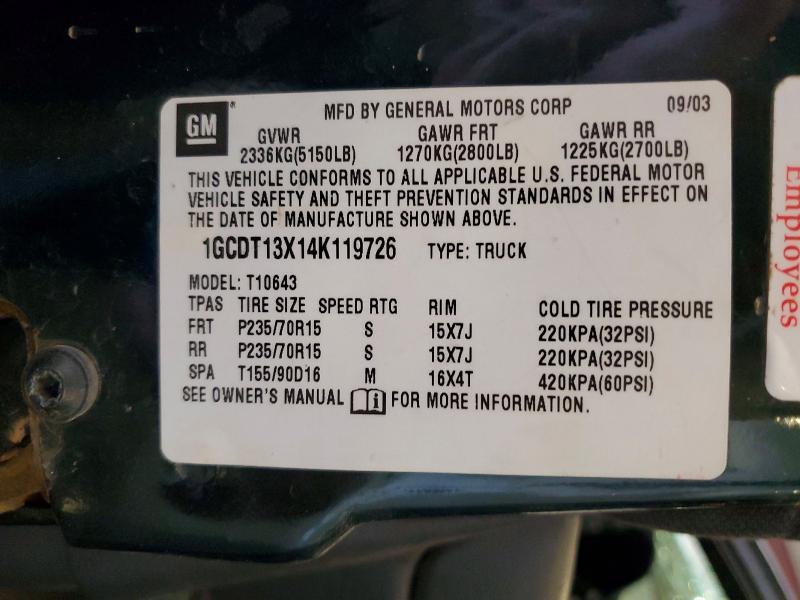 GM
MFD BY GENERAL MOTORS CORP 09/03
GVWR GAWR FRT GAWR RR
2336KG(5150LB) 1270KG(2800LB) 1225KG(2700LB)
THIS VEHICLE CONFORMS TO ALL APPLICABLE U.S. FEDERAL MOTOR
VEHICLE SAFETY AND THEFT PREVENTION STANDARDS IN EFFECT ON
THE DATE OF MANUFACTURE SHOWN ABOVE.
1GCDT13X14K119726 TYPE: TRUCK
MODEL: T10643
TPAS TIRE SIZE SPEED RTG RIM COLD TIRE PRESSURE
FRT P235/70R15 S 15X7J 220KPA(32PSI)
RR P235/70R15 S 15X7J 220KPA(32PSI)
SPA T155/90D16 M 16X4T 420KPA(60PSI)
SEE OWNER'S MANUAL FOR MORE INFORMATION.
Employees